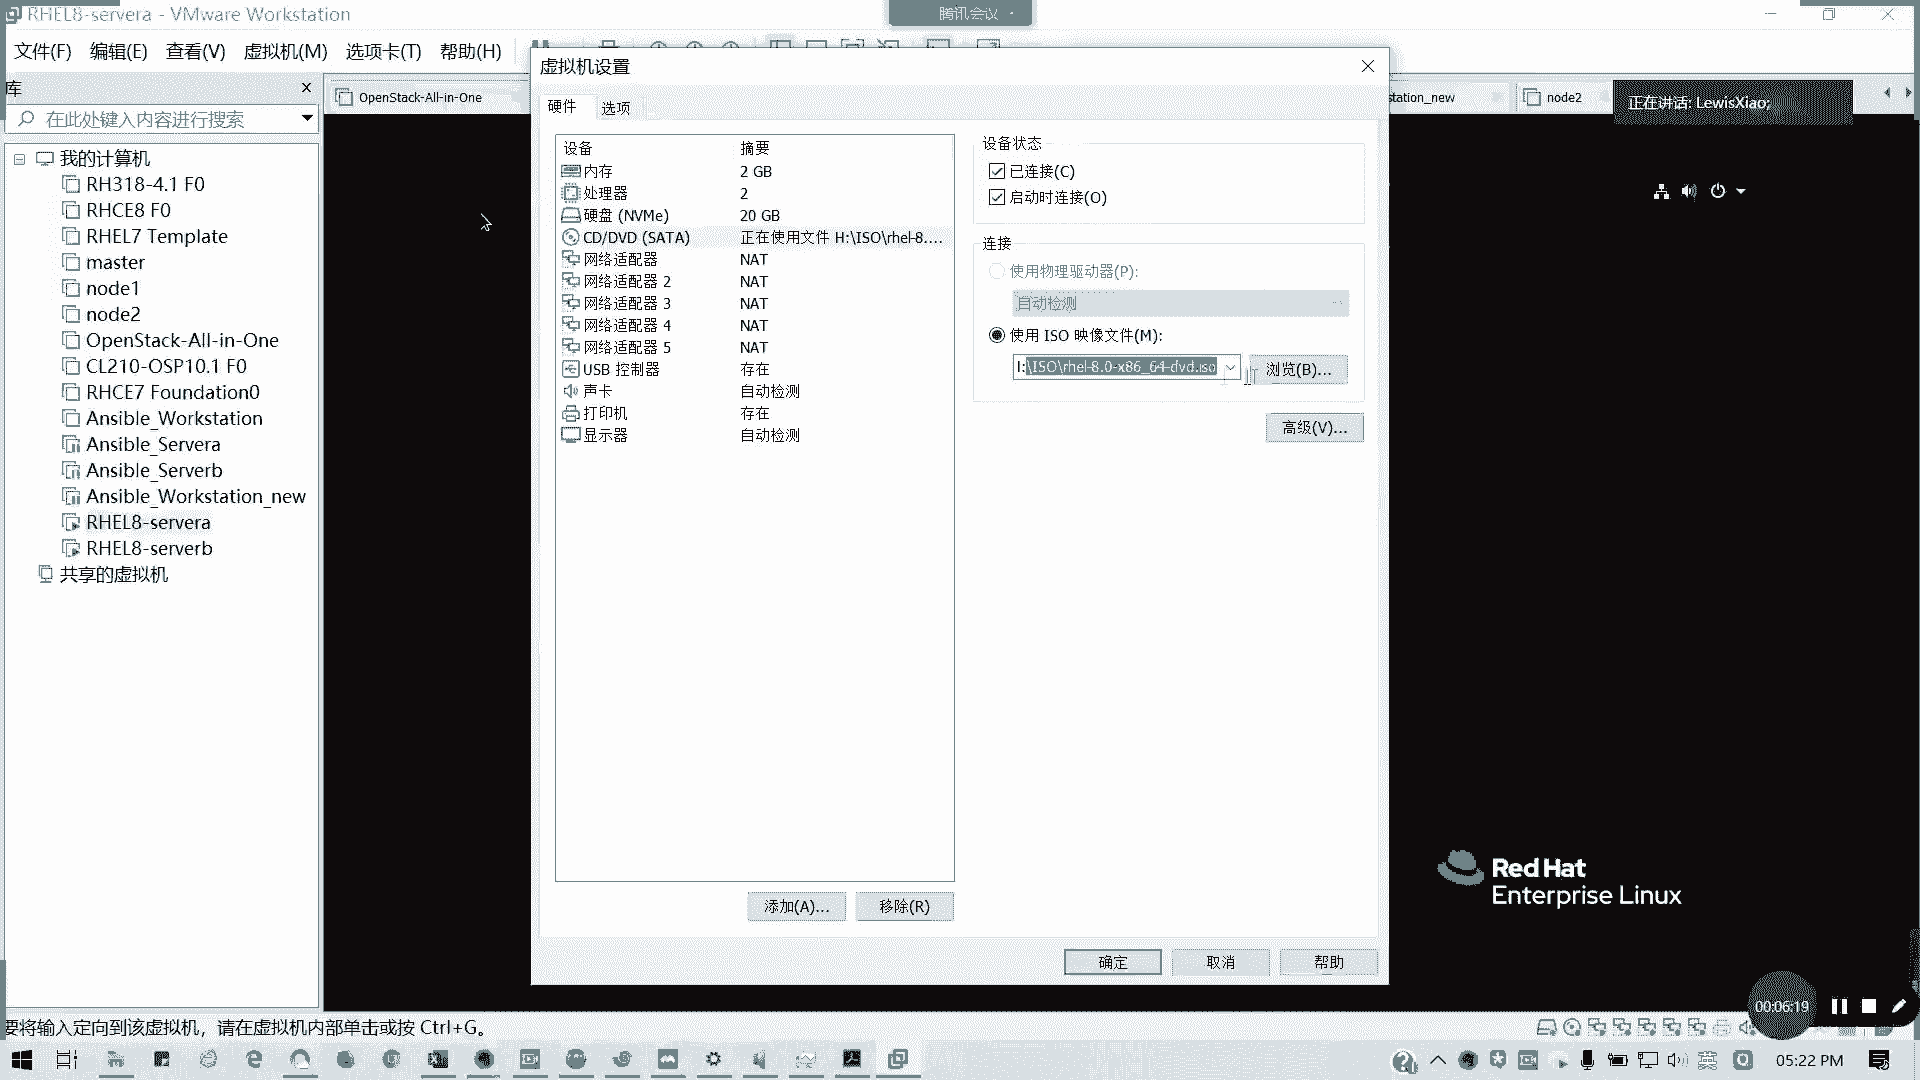 RHEL8-servera - VMware Workstation
腾讯会议
文件(F) 编辑(E) 查看(V) 虚拟机(M) 选项卡(T) 帮助(H)
库
在此处键入内容进行搜索
我的计算机
RH318-4.1 F0
RHCE8 F0
RHEL7 Template
master
node1
node2
OpenStack-All-in-One
CL210-OSP10.1 F0
RHCE7 Foundation0
Ansible_Workstation
Ansible_Servera
Ansible_Serverb
Ansible_Workstation_new
RHEL8-servera
RHEL8-serverb
共享的虚拟机
OpenStack-All-in-One
station_new
node2
正在讲话: LewisXiao;
虚拟机设置
硬件 选项
设备 摘要
内存 2 GB
处理器 2
硬盘 (NVMe) 20 GB
CD/DVD (SATA) 正在使用文件 H:\ISO\rhel-8....
网络适配器 NAT
网络适配器 2 NAT
网络适配器 3 NAT
网络适配器 4 NAT
网络适配器 5 NAT
USB 控制器 存在
声卡 自动检测
打印机 存在
显示器 自动检测
添加(A)... 移除(R)
设备状态
已连接(C)
启动时连接(O)
连接
使用物理驱动器(P):
自动检测
使用 ISO 映像文件(M):
I:\ISO\rhel-8.0-x86_64-dvd.iso 浏览(B)...
高级(V)...
确定 取消 帮助
Red Hat
Enterprise Linux
00:06:19
要将输入定向到该虚拟机，请在虚拟机内部单击或按 Ctrl+G。
英
05:22 PM